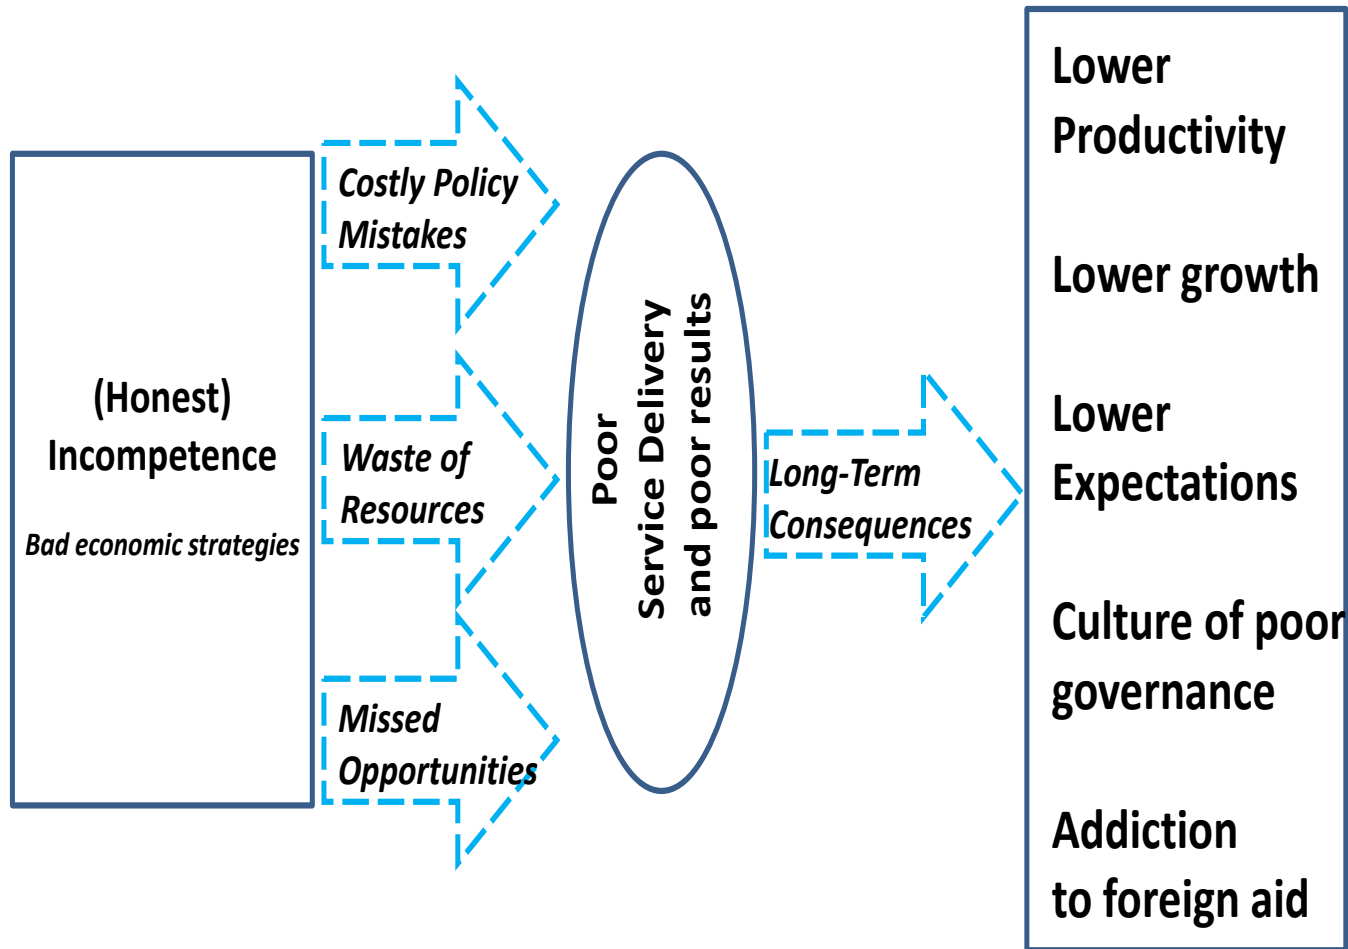 (Honest)
Incompetence
Bad economic strategies
Costly Policy
Mistakes
Waste of
Resources
Missed
Opportunities
Poor
Service Delivery
and poor results
Long-Term
Consequences
Lower
Productivity
Lower growth
Lower
Expectations
Culture of poor
governance
Addiction
to foreign aid